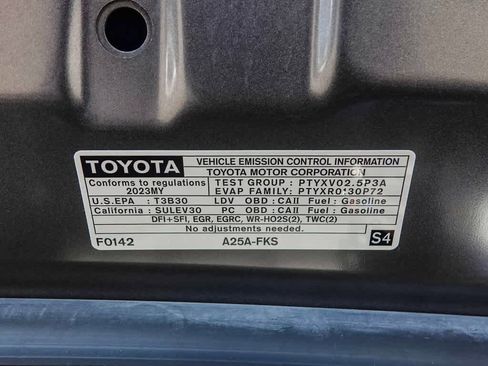 TOYOTA VEHICLE EMISSION CONTROL INFORMATION
TOYOTA MOTOR CORPORATION
Conforms to regulations TEST GROUP : PTYXV02.5P3A
2023MY EVAP FAMILY : PTYXR0130P72
U.S.EPA : T3B30 LDV OBD : CAII Fuel : Gasoline
California : SULEV30 PC OBD : CAII Fuel : Gasoline
DFI+SFI, EGR, EGRC, WR-HO2S(2), TWC(2)
No adjustments needed.
F0142 A25A-FKS S4